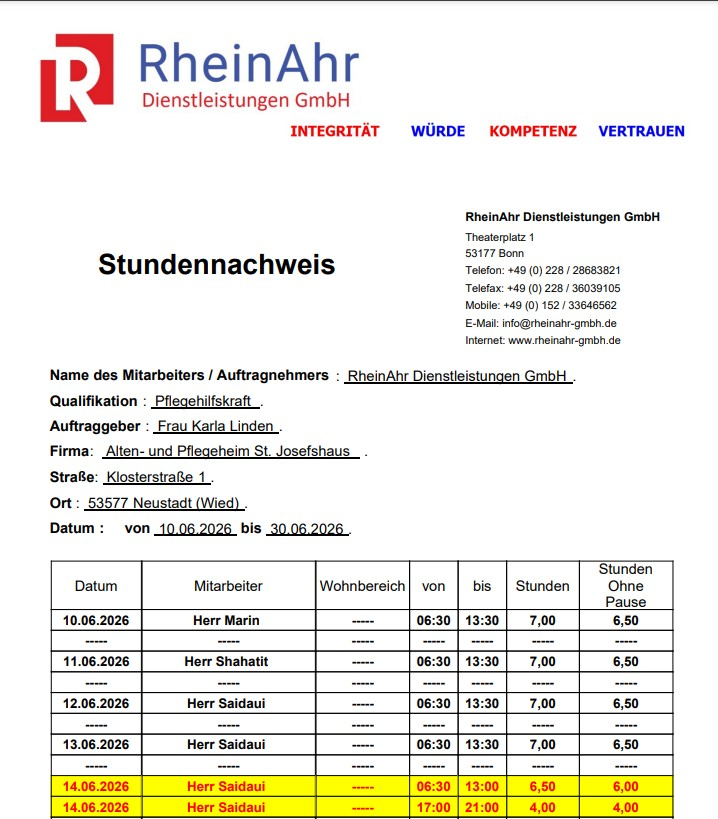 R RheinAhr
Dienstleistungen GmbH
INTEGRITÄT WÜRDE KOMPETENZ VERTRAUEN
RheinAhr Dienstleistungen GmbH
Theaterplatz 1
53177 Bonn
Telefon: +49 (0) 228 / 28683821
Telefax: +49 (0) 228 / 36039105
Mobile: +49 (0) 152 / 33646562
E-Mail: info@rheinahr-gmbh.de
Internet: www.rheinahr-gmbh.de
Stundennachweis
Name des Mitarbeiters / Auftragnehmers : RheinAhr Dienstleistungen GmbH .
Qualifikation : Pflegehilfskraft .
Auftraggeber : Frau Karla Linden .
Firma: Alten- und Pflegeheim St. Josefshaus .
Straße: Klosterstraße 1 .
Ort : 53577 Neustadt (Wied) .
Datum : von 10.06.2026 bis 30.06.2026 .
Datum Mitarbeiter Wohnbereich von bis Stunden Stunden Ohne Pause
10.06.2026 Herr Marin ----- 06:30 13:30 7,00 6,50
----- ----- ----- ----- ----- ----- -----
11.06.2026 Herr Shahatit ----- 06:30 13:30 7,00 6,50
----- ----- ----- ----- ----- ----- -----
12.06.2026 Herr Saidaui ----- 06:30 13:30 7,00 6,50
----- ----- ----- ----- ----- ----- -----
13.06.2026 Herr Saidaui ----- 06:30 13:30 7,00 6,50
----- ----- ----- ----- ----- ----- -----
14.06.2026 Herr Saidaui ----- 06:30 13:00 6,50 6,00
14.06.2026 Herr Saidaui ----- 17:00 21:00 4,00 4,00